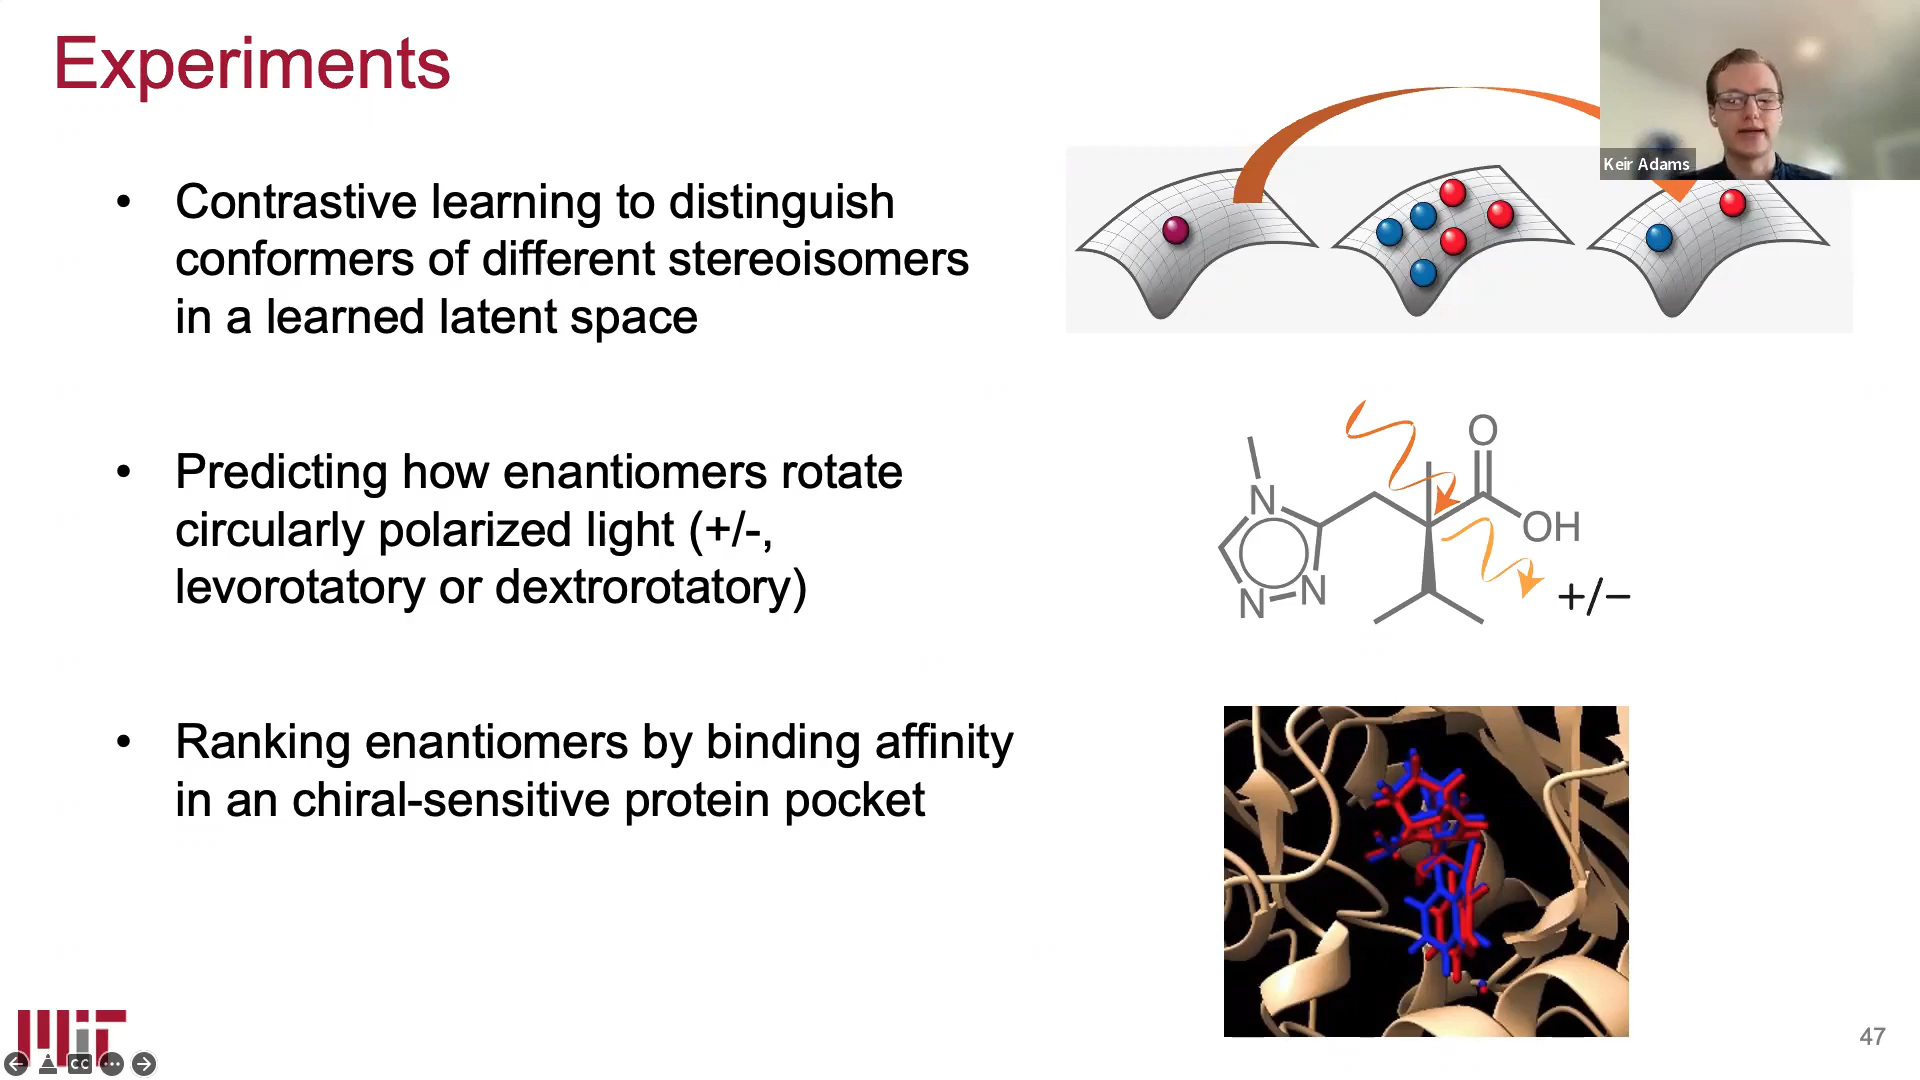 Experiments
Keir Adams
• Contrastive learning to distinguish
conformers of different stereoisomers
in a learned latent space
• Predicting how enantiomers rotate
circularly polarized light (+/-,
levorotatory or dextrorotatory)
O
N
OH
N
N
+/−
• Ranking enantiomers by binding affinity
in an chiral-sensitive protein pocket
MIT
CC
47